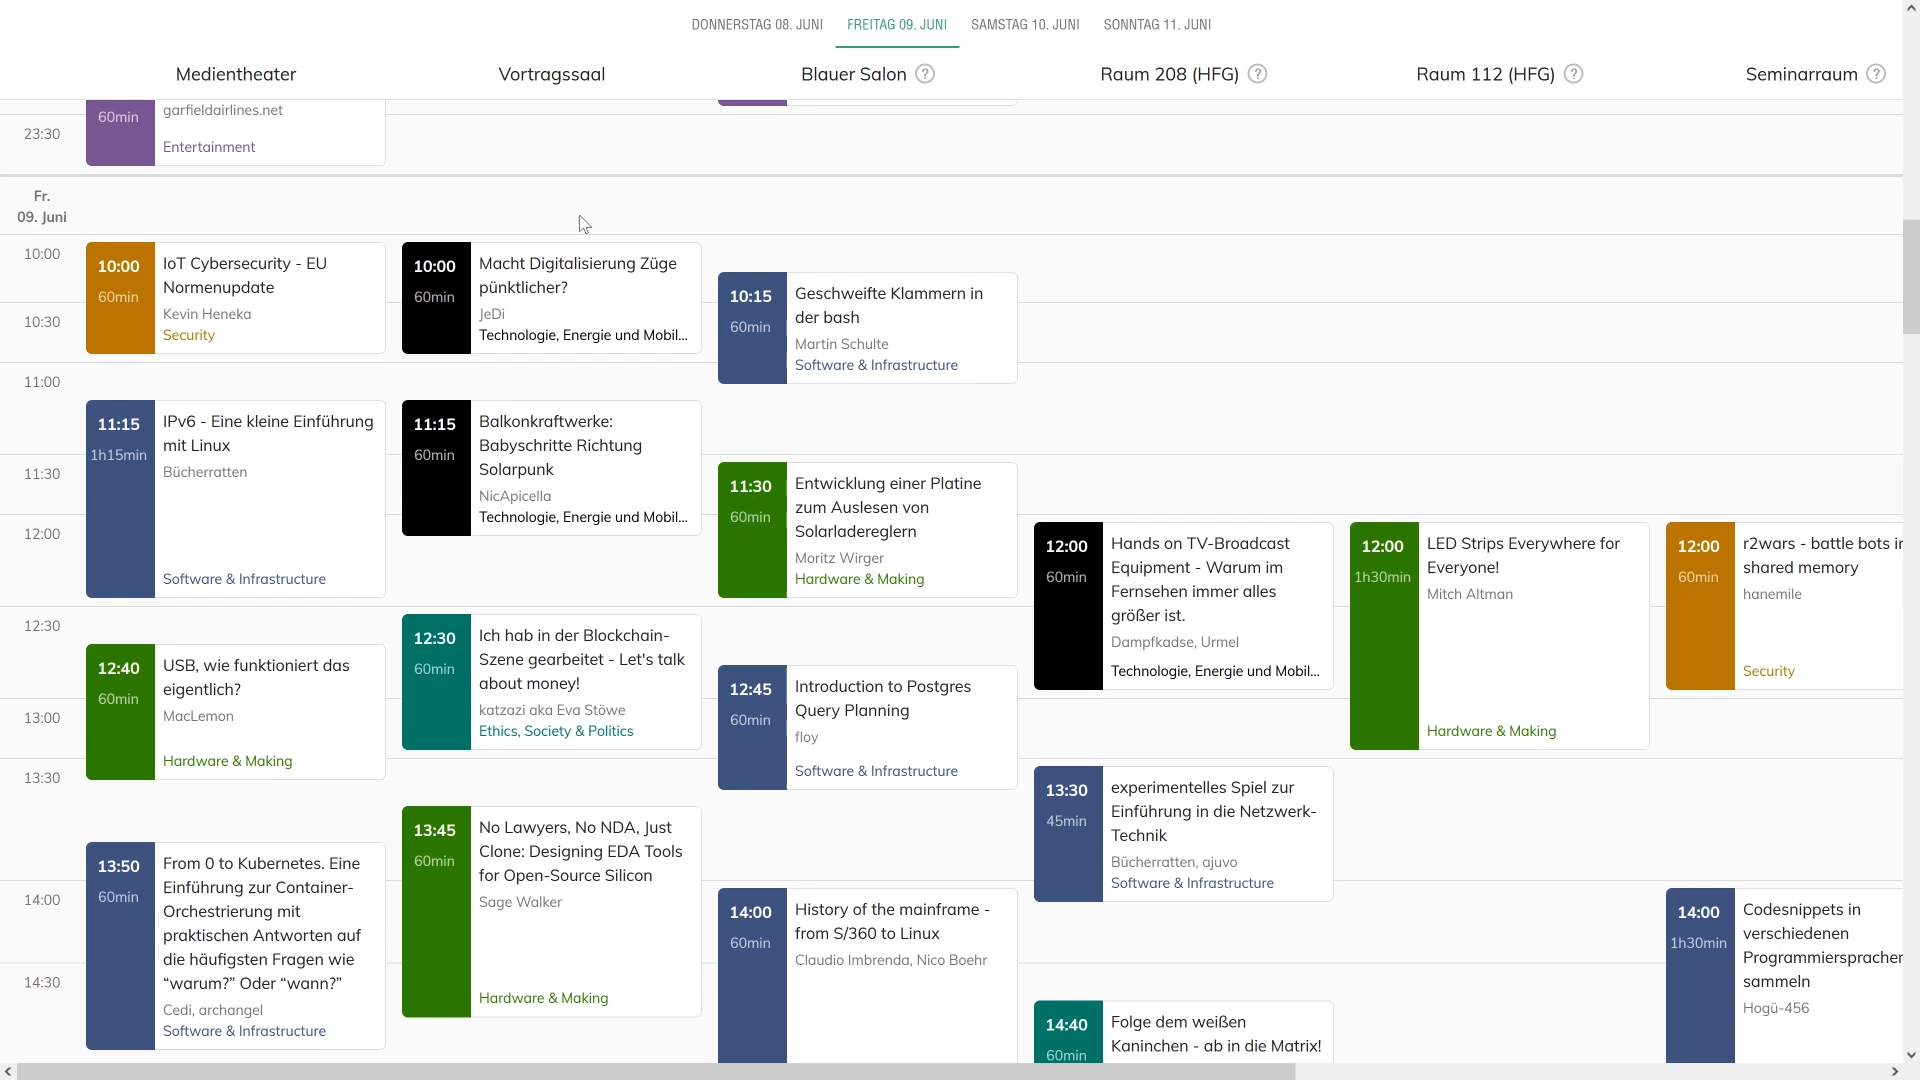 DONNERSTAG 08. JUNI
FREITAG 09. JUNI
SAMSTAG 10. JUNI
SONNTAG 11. JUNI
Medientheater
Vortragssaal
Blauer Salon ?
Raum 208 (HFG) ?
Raum 112 (HFG) ?
Seminarraum ?
60min
garfieldairlines.net
Entertainment
23:30
Fr.
09. Juni
10:00
10:30
11:00
11:30
12:00
12:30
13:00
13:30
14:00
14:30
10:00
60min
IoT Cybersecurity - EU
Normenupdate
Kevin Heneka
Security
11:15
1h15min
IPv6 - Eine kleine Einführung
mit Linux
Bücherratten
Software & Infrastructure
12:40
60min
USB, wie funktioniert das
eigentlich?
MacLemon
Hardware & Making
13:50
60min
From 0 to Kubernetes. Eine
Einführung zur Container-
Orchestrierung mit
praktischen Antworten auf
die häufigsten Fragen wie
“warum?” Oder “wann?”
Cedi, archangel
Software & Infrastructure
10:00
60min
Macht Digitalisierung Züge
pünktlicher?
JeDi
Technologie, Energie und Mobil...
11:15
60min
Balkonkraftwerke:
Babyschritte Richtung
Solarpunk
NicApicella
Technologie, Energie und Mobil...
12:30
60min
Ich hab in der Blockchain-
Szene gearbeitet - Let's talk
about money!
katzazi aka Eva Stöwe
Ethics, Society & Politics
13:45
60min
No Lawyers, No NDA, Just
Clone: Designing EDA Tools
for Open-Source Silicon
Sage Walker
Hardware & Making
10:15
60min
Geschweifte Klammern in
der bash
Martin Schulte
Software & Infrastructure
11:30
60min
Entwicklung einer Platine
zum Auslesen von
Solarladereglern
Moritz Wirger
Hardware & Making
12:45
60min
Introduction to Postgres
Query Planning
floy
Software & Infrastructure
14:00
60min
History of the mainframe -
from S/360 to Linux
Claudio Imbrenda, Nico Boehr
12:00
60min
Hands on TV-Broadcast
Equipment - Warum im
Fernsehen immer alles
größer ist.
Dampfkadse, Urmel
Technologie, Energie und Mobil...
13:30
45min
experimentelles Spiel zur
Einführung in die Netzwerk-
Technik
Bücherratten, ajuvo
Software & Infrastructure
14:40
60min
Folge dem weißen
Kaninchen - ab in die Matrix!
12:00
1h30min
LED Strips Everywhere for
Everyone!
Mitch Altman
Hardware & Making
12:00
60min
r2wars - battle bots in
shared memory
hanemile
Security
14:00
1h30min
Codesnippets in
verschiedenen
Programmiersprachen
sammeln
Hogü-456